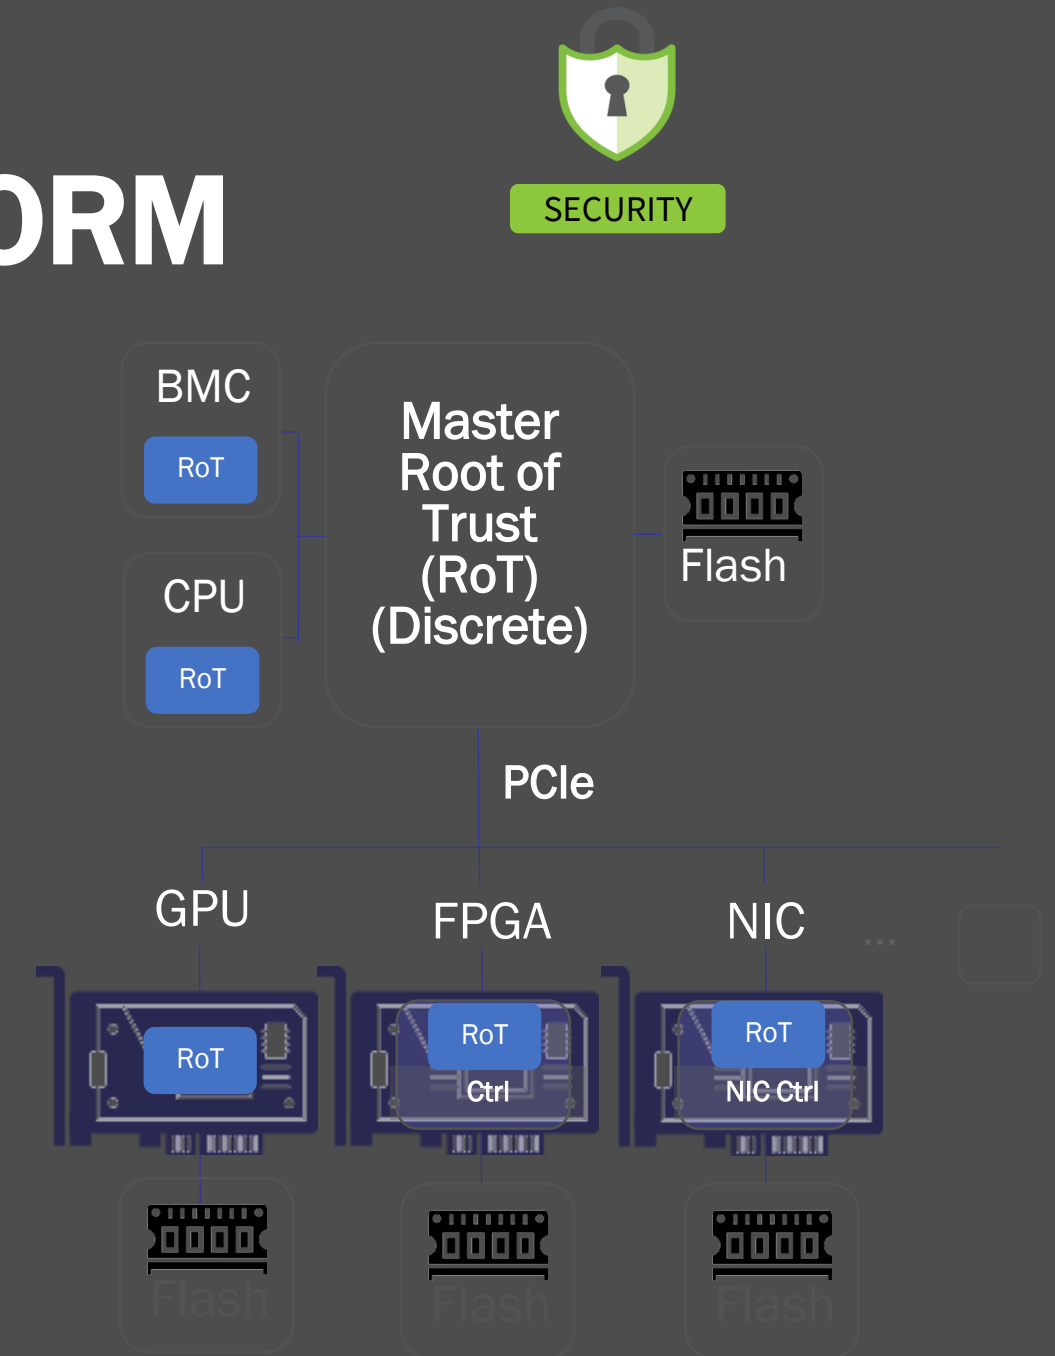 SECURITY
ORM
BMC
RoT
CPU
RoT
Master
Root of
Trust
(RoT)
(Discrete)
Flash
PCIe
GPU
FPGA
NIC
...
RoT
RoT
Ctrl
RoT
NIC Ctrl
Flash
Flash
Flash